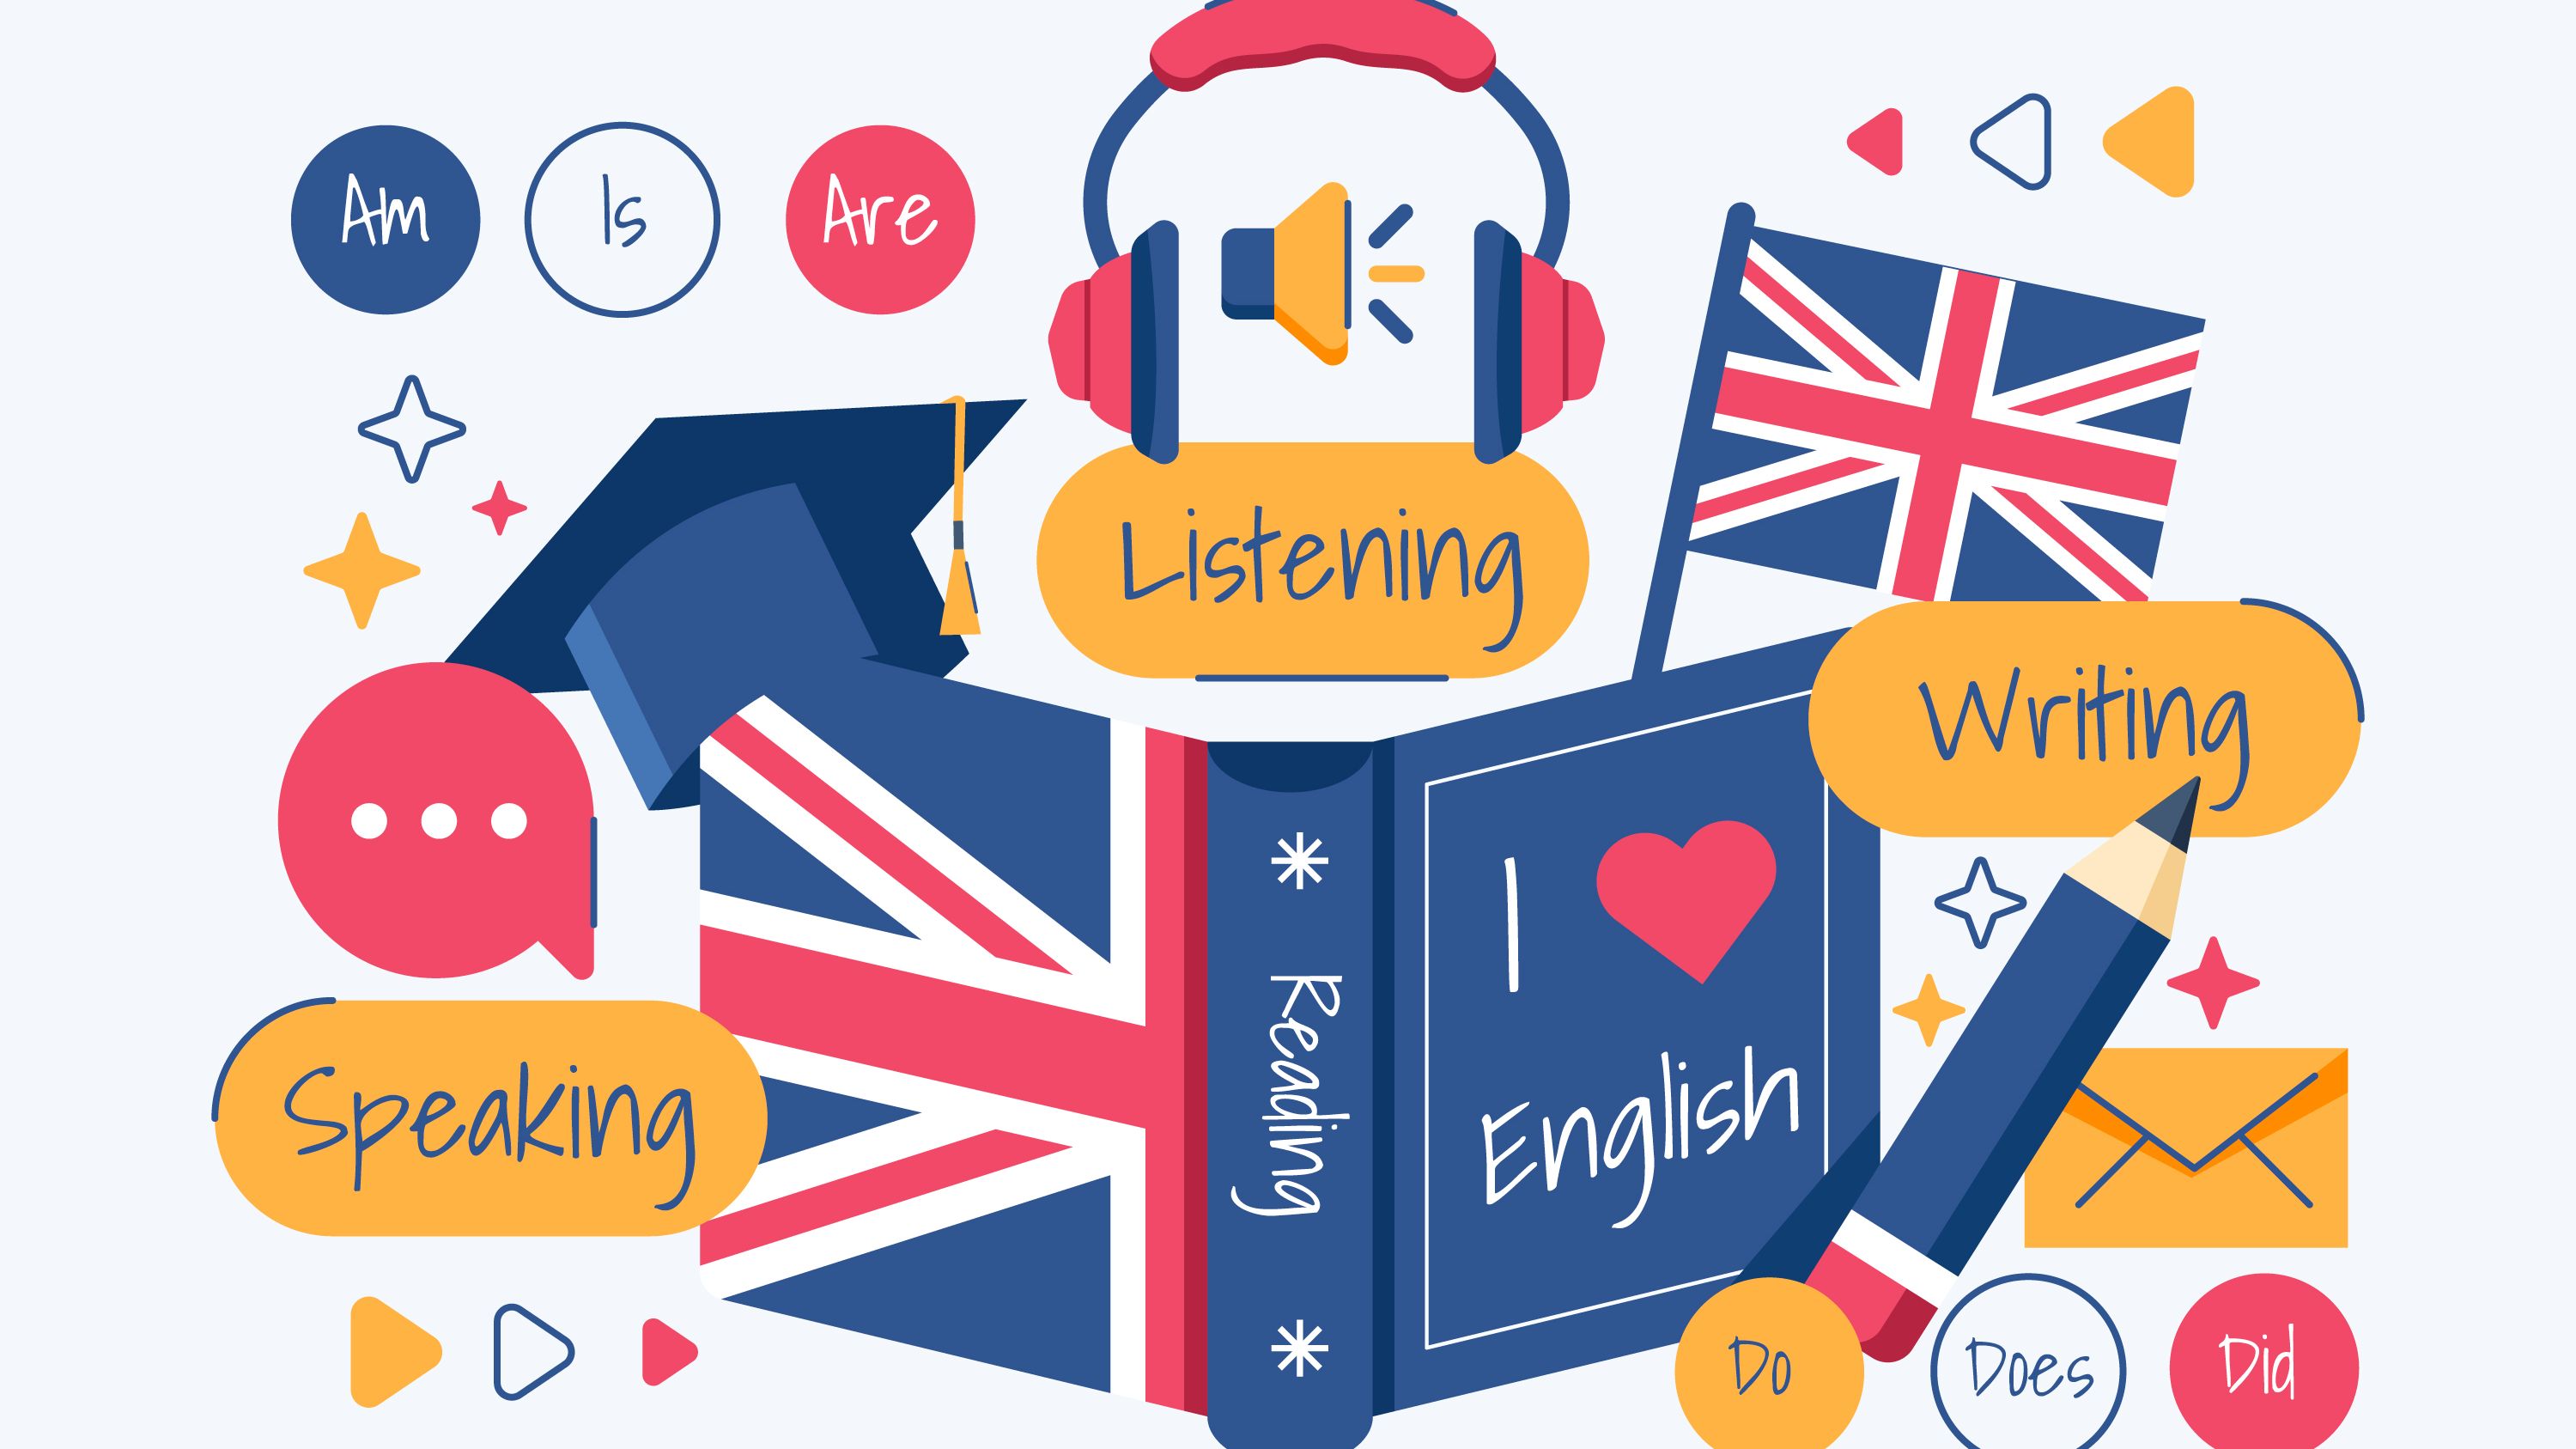 Am
Is
Are
Listening
Writing
Speaking
Reading
I
English
Do
Does
Did